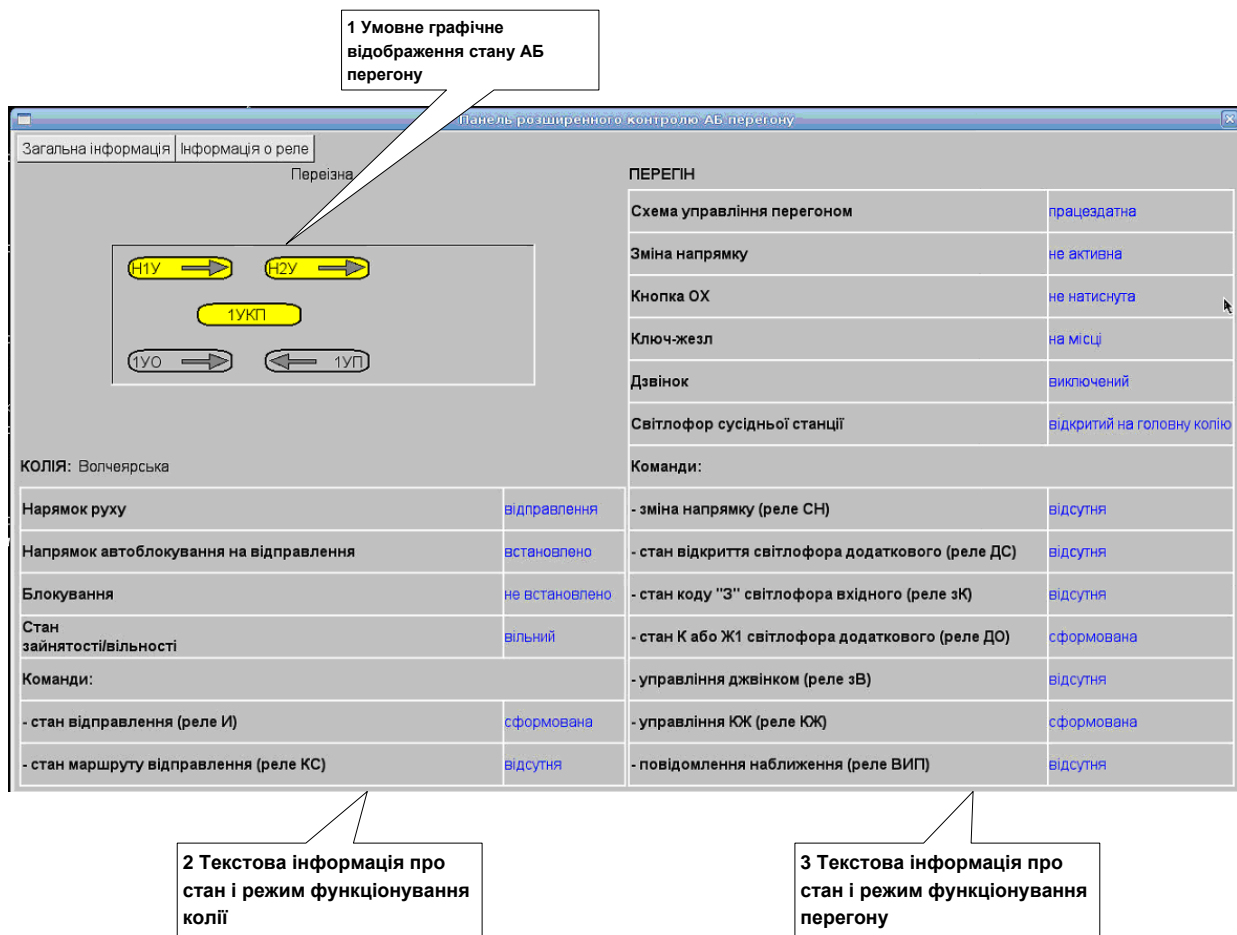 1 Умовне графічне
відображення стану АБ
перегону
Панель розширенного контролю АБ перегону
Загальна інформація Інформація о реле
Переізна
Н1У Н2У
1УКП
1УО 1УП
КОЛІЯ: Волчеярська
Нарямок руху відправлення
Напрямок автоблокування на відправлення встановлено
Блокування не встановлено
Стан
зайнятості/вільності вільний
Команди:
- стан відправлення (реле И) сформована
- стан маршруту відправлення (реле КС) відсутня
ПЕРЕГІН
Схема управління перегоном працездатна
Зміна напрямку не активна
Кнопка ОХ не натиснута
Ключ-жезл на місці
Дзвінок виключений
Світлофор сусідньої станції відкритий на головну колію
Команди:
- зміна напрямку (реле СН) відсутня
- стан відкриття світлофора додаткового (реле ДС) відсутня
- стан коду "З" світлофора вхідного (реле зК) відсутня
- стан К або Ж1 світлофора додаткового (реле ДО) сформована
- управління джвінком (реле зВ) відсутня
- управління КЖ (реле КЖ) сформована
- повідомлення наближення (реле ВИП) відсутня
2 Текстова інформація про
стан і режим функціонування
колії
3 Текстова інформація про
стан і режим функціонування
перегону